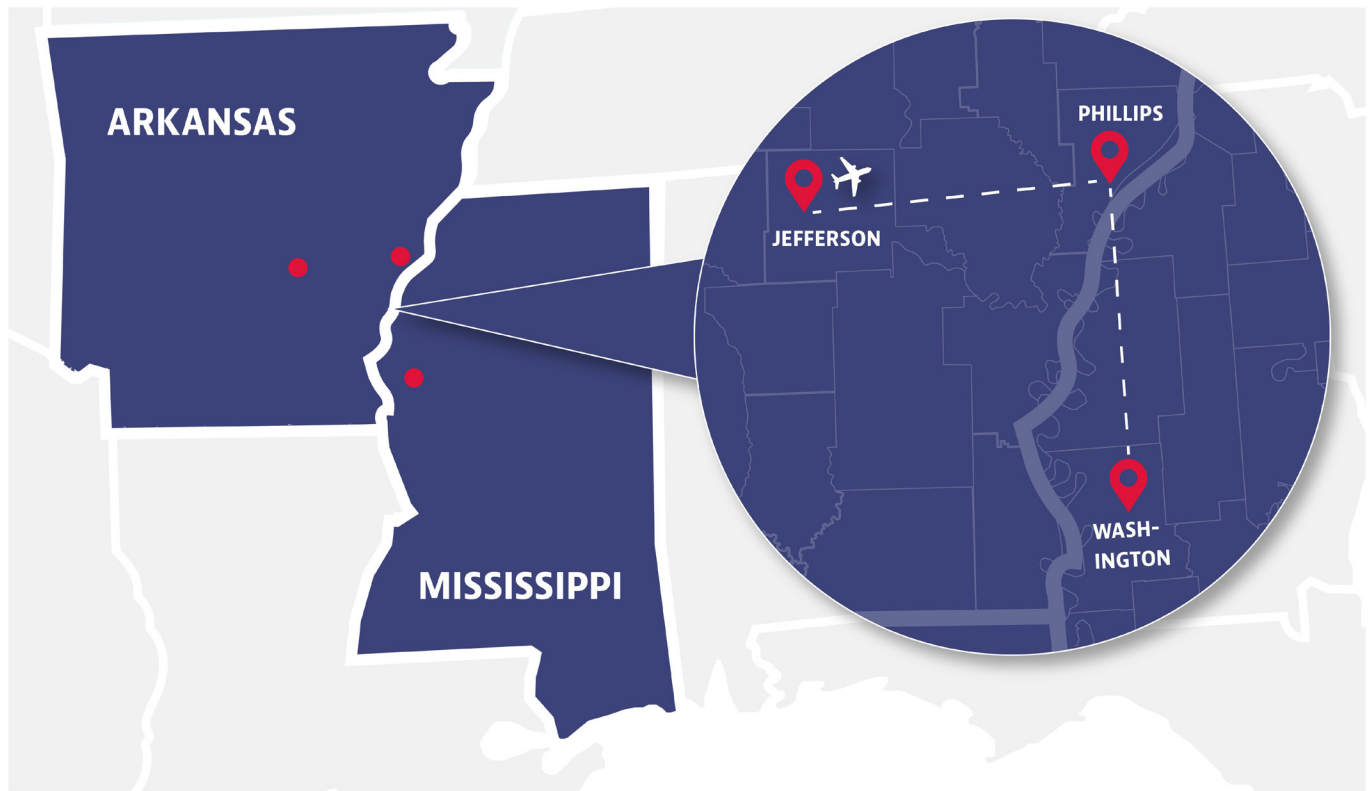 ARKANSAS
MISSISSIPPI
PHILLIPS
JEFFERSON
WASH-
INGTON